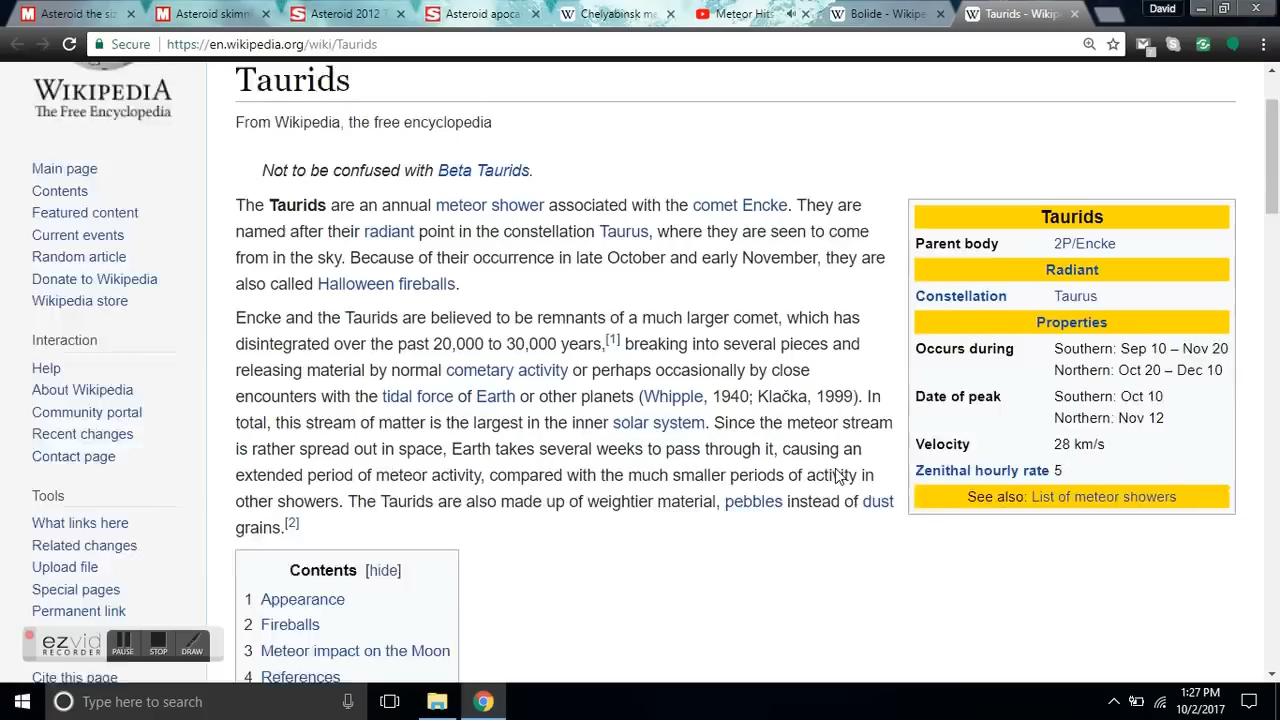 Asteroid the siz
Asteroid skimn
Asteroid 2012 T
Asteroid apoca
Chelyabinsk me
Meteor Hits
Bolide - Wikipe
Taurids - Wikip
David
Secure
https://en.wikipedia.org/wiki/Taurids
WIKIPEDIA
The Free Encyclopedia
Main page
Contents
Featured content
Current events
Random article
Donate to Wikipedia
Wikipedia store
Interaction
Help
About Wikipedia
Community portal
Recent changes
Contact page
Tools
What links here
Related changes
Upload file
Special pages
Permanent link
Cite this page
ezvid
RECORDER
PAUSE
STOP
DRAW
Taurids
From Wikipedia, the free encyclopedia
Not to be confused with Beta Taurids.
The Taurids are an annual meteor shower associated with the comet Encke. They are
named after their radiant point in the constellation Taurus, where they are seen to come
from in the sky. Because of their occurrence in late October and early November, they are
also called Halloween fireballs.
Encke and the Taurids are believed to be remnants of a much larger comet, which has
disintegrated over the past 20,000 to 30,000 years,[1] breaking into several pieces and
releasing material by normal cometary activity or perhaps occasionally by close
encounters with the tidal force of Earth or other planets (Whipple, 1940; Klačka, 1999). In
total, this stream of matter is the largest in the inner solar system. Since the meteor stream
is rather spread out in space, Earth takes several weeks to pass through it, causing an
extended period of meteor activity, compared with the much smaller periods of activity in
other showers. The Taurids are also made up of weightier material, pebbles instead of dust
grains.[2]
Contents [hide]
1 Appearance
2 Fireballs
3 Meteor impact on the Moon
4 References
Taurids
Parent body 2P/Encke
Radiant
Constellation Taurus
Properties
Occurs during Southern: Sep 10 – Nov 20
Northern: Oct 20 – Dec 10
Date of peak Southern: Oct 10
Northern: Nov 12
Velocity 28 km/s
Zenithal hourly rate 5
See also: List of meteor showers
Type here to search
1:27 PM
10/2/2017